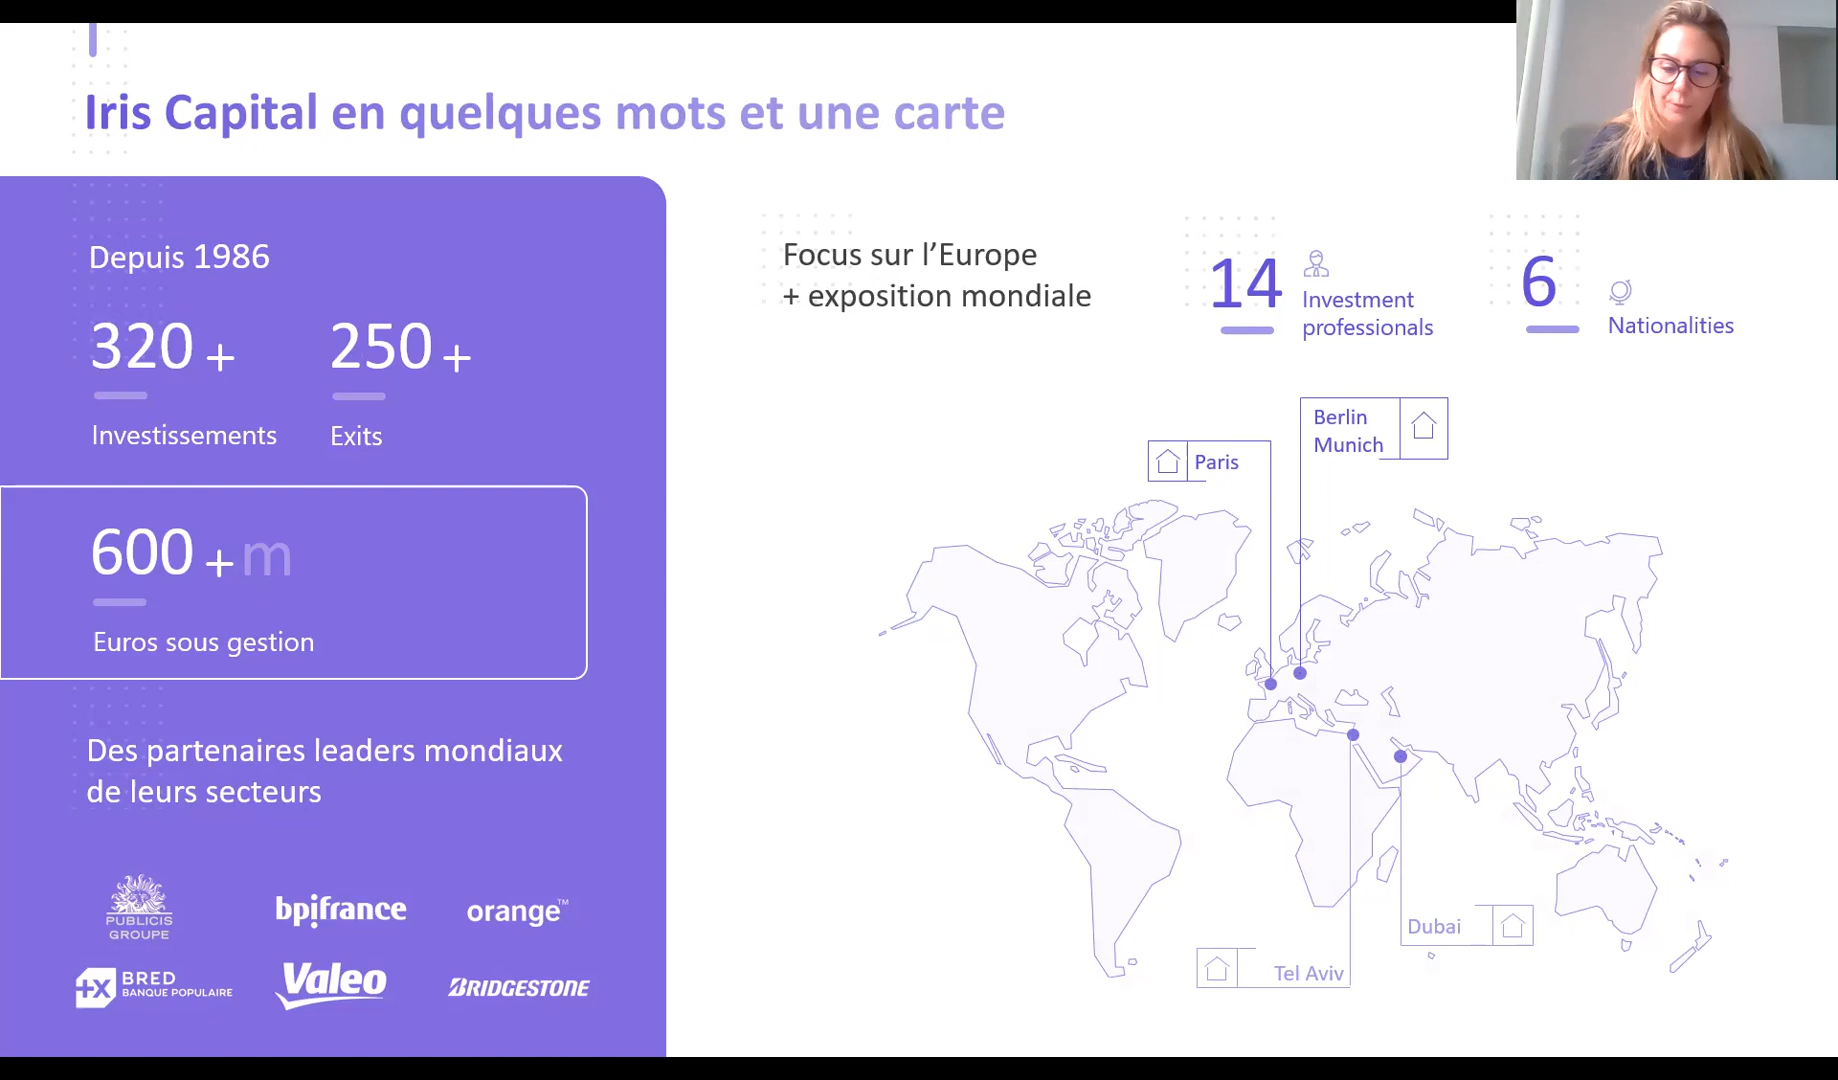 Iris Capital en quelques mots et une carte
Depuis 1986
320 +
Investissements
250 +
Exits
600 + m
Euros sous gestion
Des partenaires leaders mondiaux
de leurs secteurs
PUBLICIS
GROUPE
bpifrance
orange™
+X BRED
BANQUE POPULAIRE
Valeo
BRIDGESTONE
Focus sur l’Europe
+ exposition mondiale
14
Investment
professionals
6
Nationalities
Paris
Berlin
Munich
Dubai
Tel Aviv